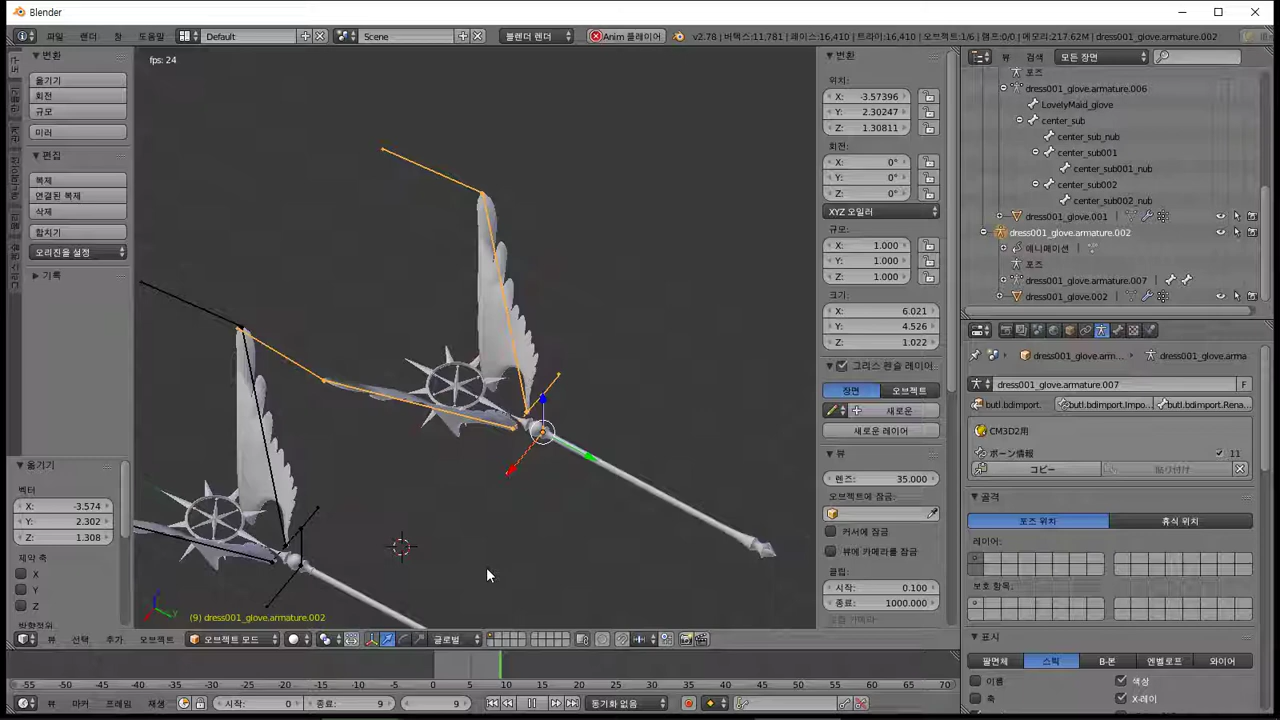 Blender
파일
렌더
창
도움말
Default
Scene
블렌더 렌더
Anim 플레이어
v2.78 | 버텍스:11,781 | 페이스:16,410 | 트라이:16,410 | 오브젝트:1/6 | 램프:0/0 | 메모리:217.62M | dress001_glove.armature.002
fps: 24
변환
옮기기
회전
규모
미러
편집
복제
연결된 복제
삭제
합치기
오리진을 설정
기록
옮기기
벡터
X: -3.574
Y: 2.302
Z: 1.308
제약 축
X
Y
Z
(9) dress001_glove.armature.002
변환
위치:
X: -3.57396
Y: 2.30247
Z: 1.30811
회전:
X: 0°
Y: 0°
Z: 0°
XYZ 오일러
규모:
X: 1.000
Y: 1.000
Z: 1.000
크기:
X: 6.021
Y: 4.526
Z: 1.022
그리스 펜슬 레이어
장면
오브젝트
새로운
새로운 레이어
뷰
렌즈: 35.000
오브젝트에 잠금:
커서에 잠금
뷰에 카메라를 잠금
클립:
시작: 0.100
종료: 1000.000
뷰
검색
모든 장면
포즈
dress001_glove.armature.006
LovelyMaid_glove
center_sub
center_sub_nub
center_sub001
center_sub001_nub
center_sub002
center_sub002_nub
dress001_glove.001
dress001_glove.armature.002
애니메이션
포즈
dress001_glove.armature.007
dress001_glove.002
dress001_glove.arm...
dress001_glove.arma
dress001_glove.armature.007
F
butl.bdimport.
butl.bdimport.Impo...
butl.bdimport.Rena...
CM3D2用
ボーン情報
11
コピー
貼り付け
골격
포즈 위치
휴식 위치
레이어:
보호 항목:
표시
팔면체
스틱
B-본
엔벨로프
와이어
이름
색상
축
X-레이
뷰
선택
추가
오브젝트
오브젝트 모드
글로벌
-55 -50 -45 -40 -35 -30 -25 -20 -15 -10 -5 0 5 10 15 20 25 30 35 40 45 50 55 60 65 70
뷰
마커
프레임
재생
시작: 0
종료: 9
9
동기화 없음